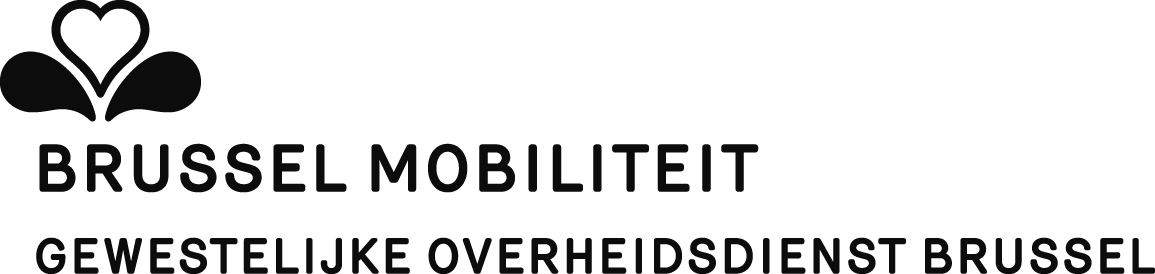 BRUSSEL MOBILITEIT
GEWESTELIJKE OVERHEIDSDIENST BRUSSEL